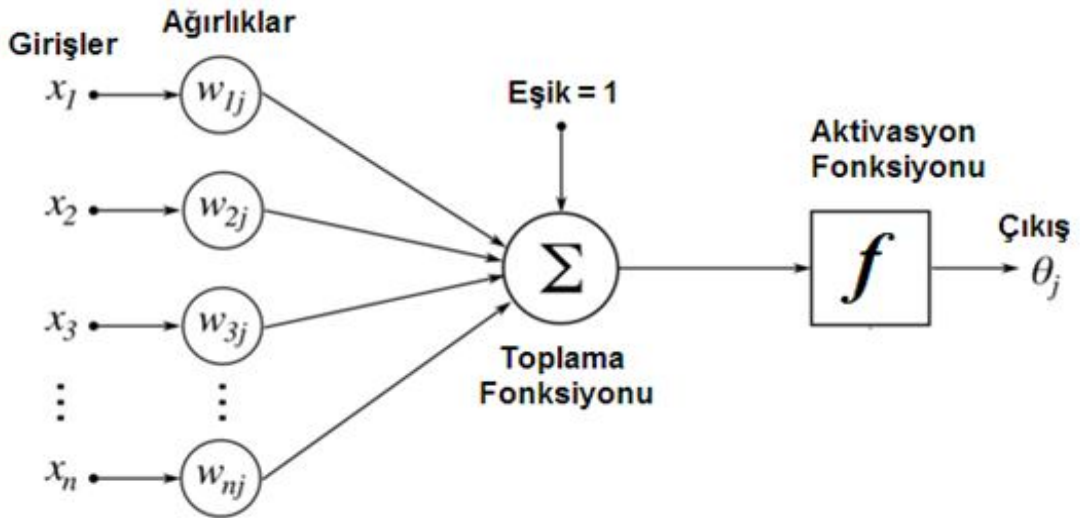 Girişler
Ağırlıklar
x₁
w₁ⱼ
x₂
w₂ⱼ
x₃
w₃ⱼ
⋮
⋮
xₙ
wₙⱼ
Eşik = 1
Σ
Toplama
Fonksiyonu
Aktivasyon
Fonksiyonu
f
Çıkış
θⱼ